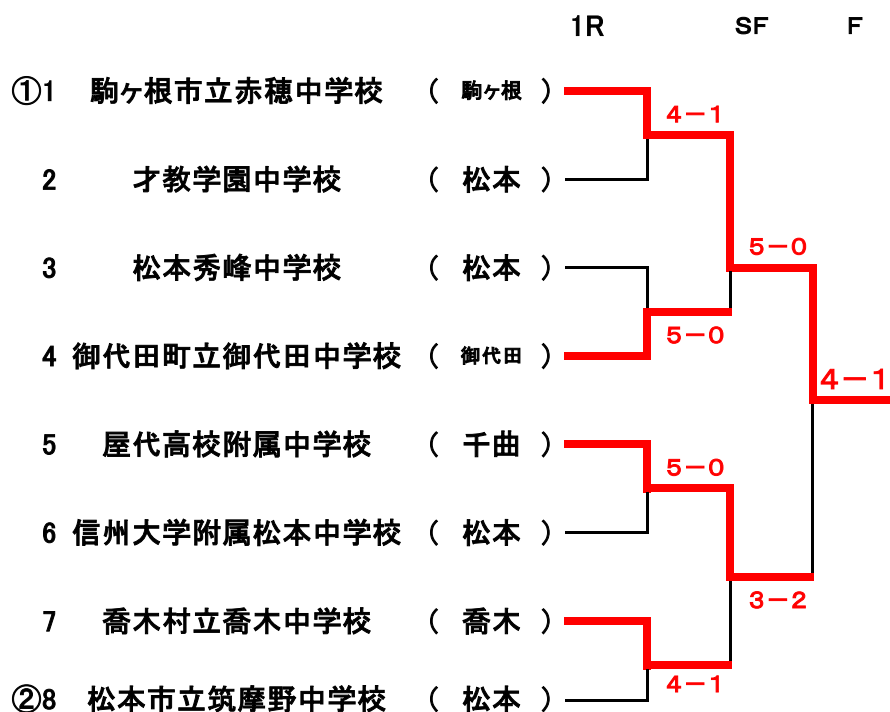 1R SF F
①1 駒ヶ根市立赤穂中学校 ( 駒ヶ根 )
4-1
2 才教学園中学校 ( 松本 )
5-0
3 松本秀峰中学校 ( 松本 )
5-0
4 御代田町立御代田中学校 ( 御代田 )
4-1
5 屋代高校附属中学校 ( 千曲 )
5-0
6 信州大学附属松本中学校 ( 松本 )
3-2
7 喬木村立喬木中学校 ( 喬木 )
4-1
②8 松本市立筑摩野中学校 ( 松本 )